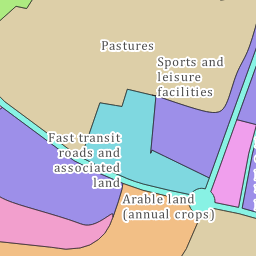 Pastures
Sports and
leisure
facilities
Fast transit
roads and
associated
land
Arable land
(annual crops)